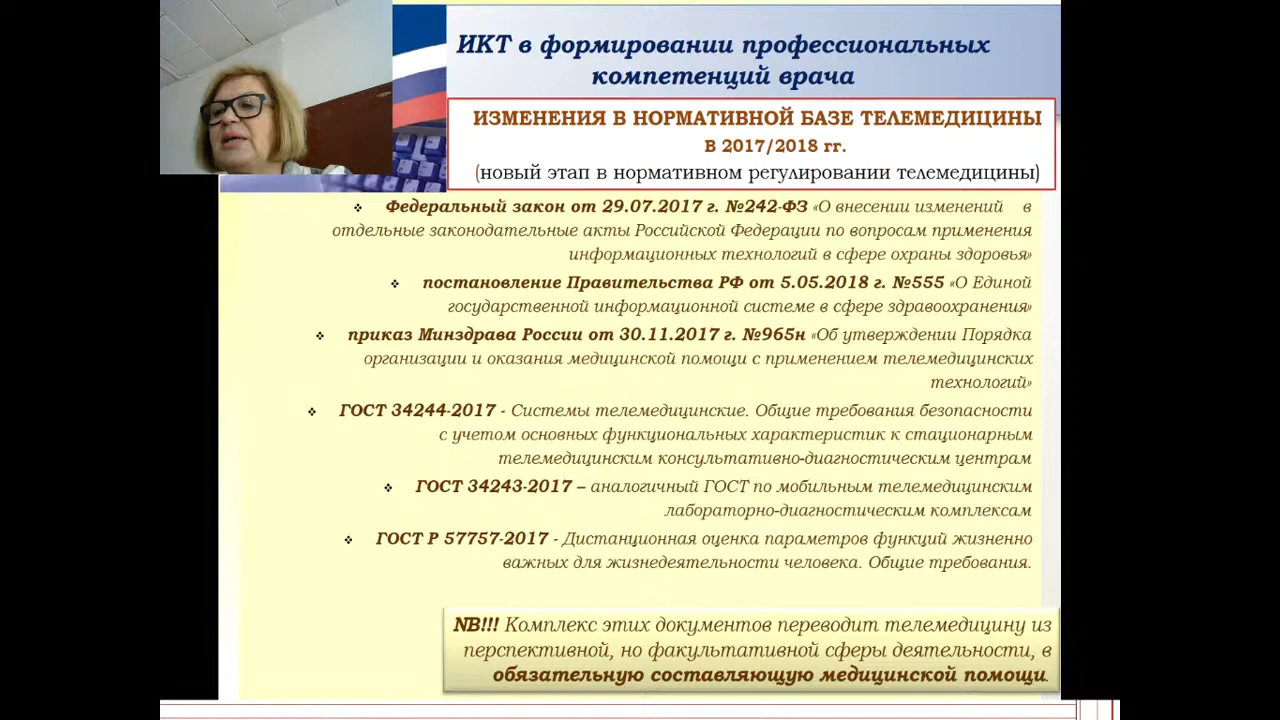 ИКТ в формировании профессиональных
компетенций врача
ИЗМЕНЕНИЯ В НОРМАТИВНОЙ БАЗЕ ТЕЛЕМЕДИЦИНЫ
В 2017/2018 гг.
(новый этап в нормативном регулировании телемедицины)
❖ Федеральный закон от 29.07.2017 г. №242-ФЗ «О внесении изменений в
отдельные законодательные акты Российской Федерации по вопросам применения
информационных технологий в сфере охраны здоровья»
❖ постановление Правительства РФ от 5.05.2018 г. №555 «О Единой
государственной информационной системе в сфере здравоохранения»
❖ приказ Минздрава России от 30.11.2017 г. №965н «Об утверждении Порядка
организации и оказания медицинской помощи с применением телемедицинских
технологий»
❖ ГОСТ 34244-2017 - Системы телемедицинские. Общие требования безопасности
с учетом основных функциональных характеристик к стационарным
телемедицинским консультативно-диагностическим центрам
❖ ГОСТ 34243-2017 – аналогичный ГОСТ по мобильным телемедицинским
лабораторно-диагностическим комплексам
❖ ГОСТ Р 57757-2017 - Дистанционная оценка параметров функций жизненно
важных для жизнедеятельности человека. Общие требования.
NB!!! Комплекс этих документов переводит телемедицину из
перспективной, но факультативной сферы деятельности, в
обязательную составляющую медицинской помощи.